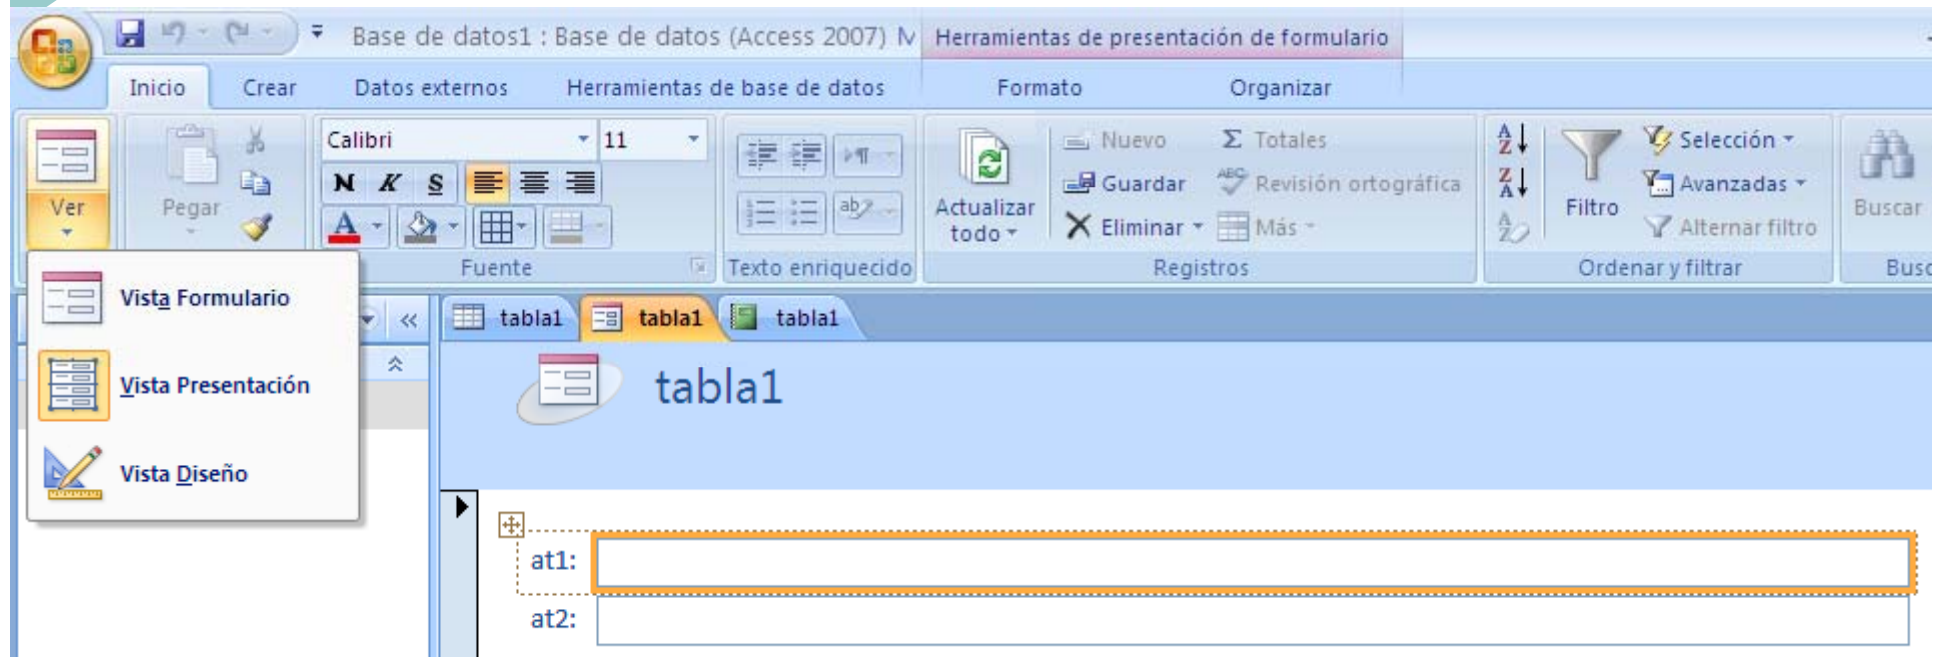 Base de datos1 : Base de datos (Access 2007) M
Herramientas de presentación de formulario
Inicio Crear Datos externos Herramientas de base de datos Formato Organizar
Calibri 11
Nuevo Σ Totales
Selección
N K S
Guardar ABC Revisión ortográfica
Avanzadas
Ver Pegar
Actualizar todo
Filtro
Buscar
A ab
Eliminar Más
Alternar filtro
Fuente Texto enriquecido Registros Ordenar y filtrar Busc
Vista Formulario
Vista Presentación
Vista Diseño
tabla1 tabla1 tabla1
tabla1
at1:
at2: